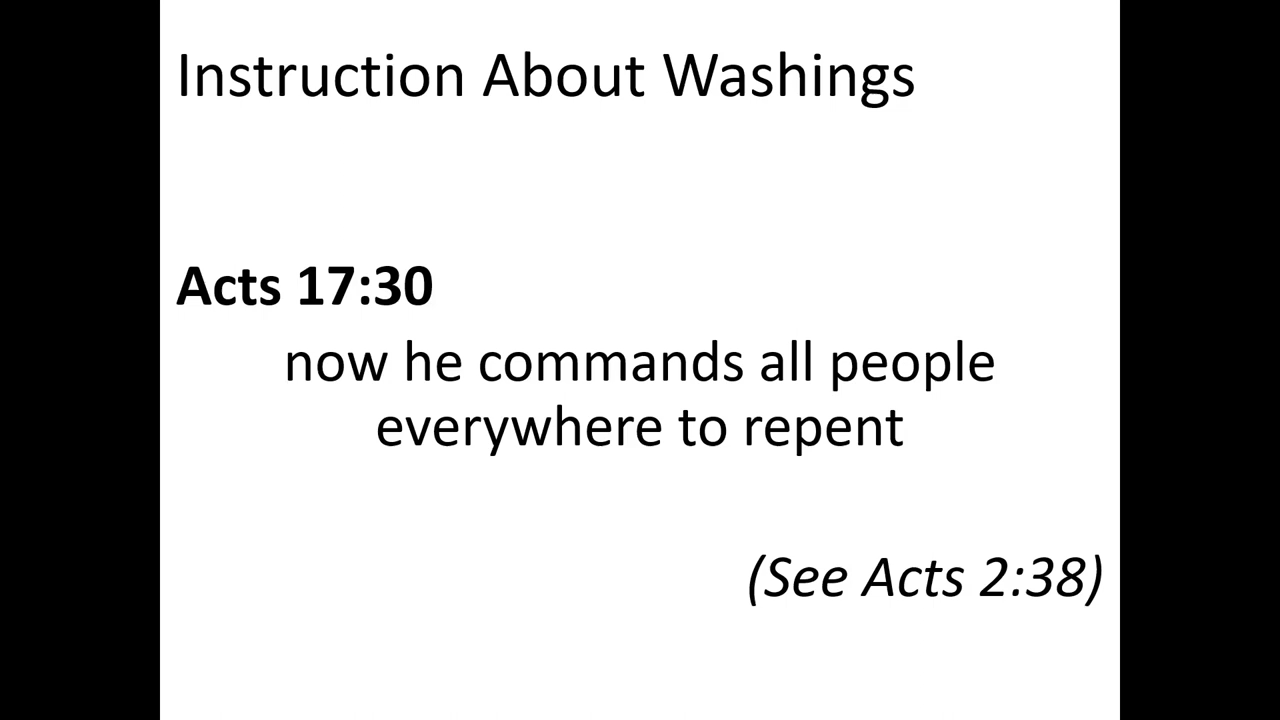 Instruction About Washings
Acts 17:30
now he commands all people
everywhere to repent
(See Acts 2:38)